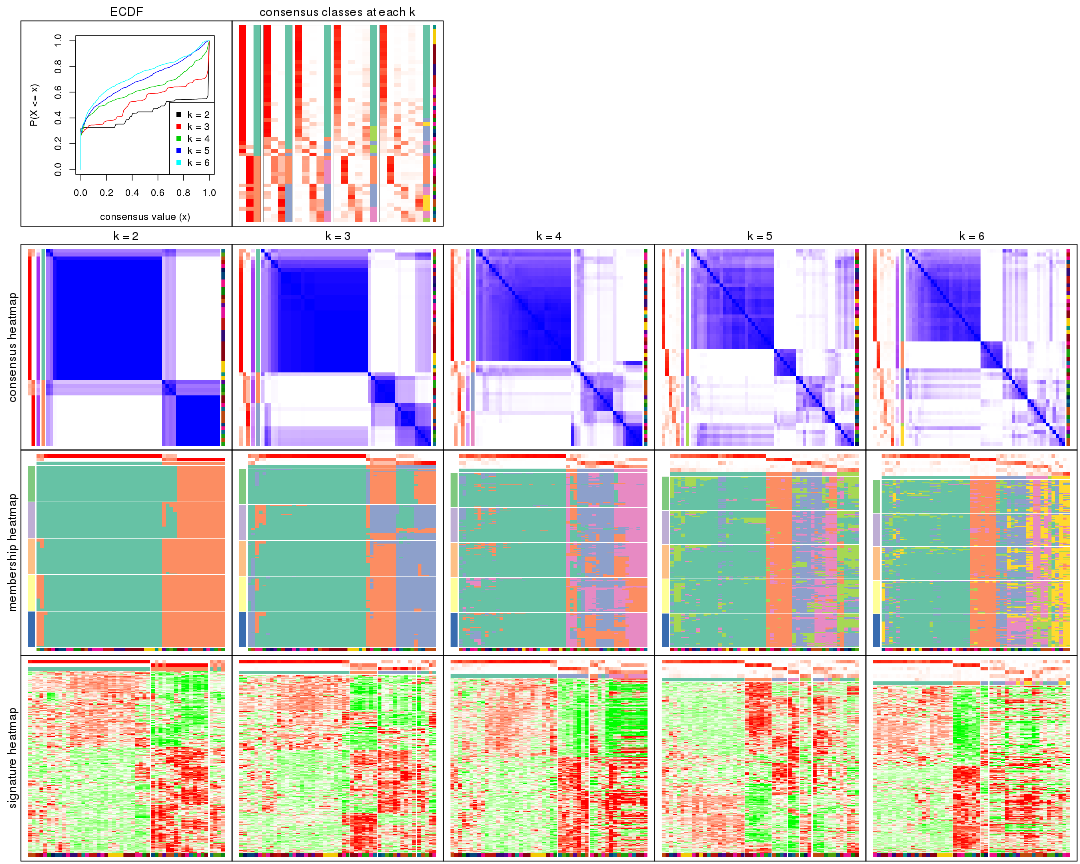 ECDF
consensus classes at each k
P(X <= x)
0.0 0.2 0.4 0.6 0.8 1.0
k = 2
k = 3
k = 4
k = 5
k = 6
0.0 0.2 0.4 0.6 0.8 1.0
consensus value (x)
k = 2
k = 3
k = 4
k = 5
k = 6
consensus heatmap
membership heatmap
signature heatmap